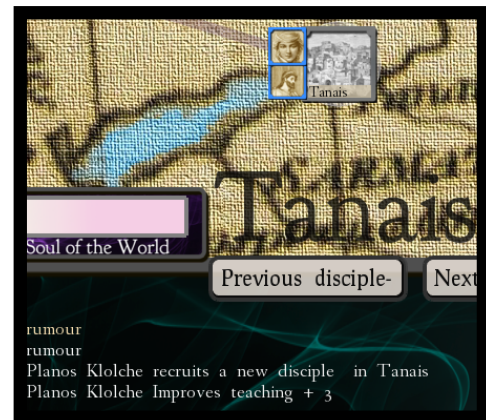 Tanais
Tanais
Soul of the World
Previous disciple-
Next
rumour
rumour
Planos Klolche recruits a new disciple in Tanais
Planos Klolche Improves teaching + 3